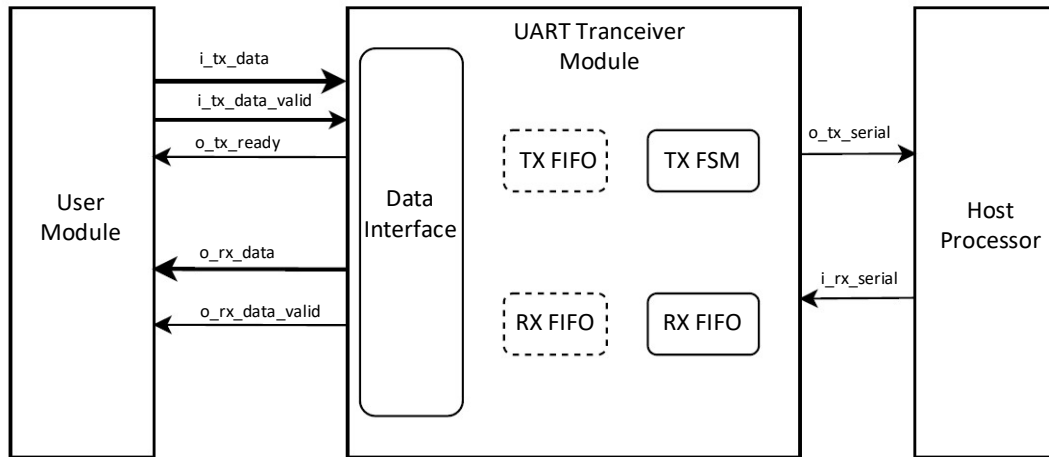 UART Tranceiver
Module
i_tx_data
i_tx_data_valid
o_tx_ready
o_rx_data
o_rx_data_valid
User
Module
Data
Interface
TX FIFO
TX FSM
RX FIFO
RX FIFO
o_tx_serial
i_rx_serial
Host
Processor